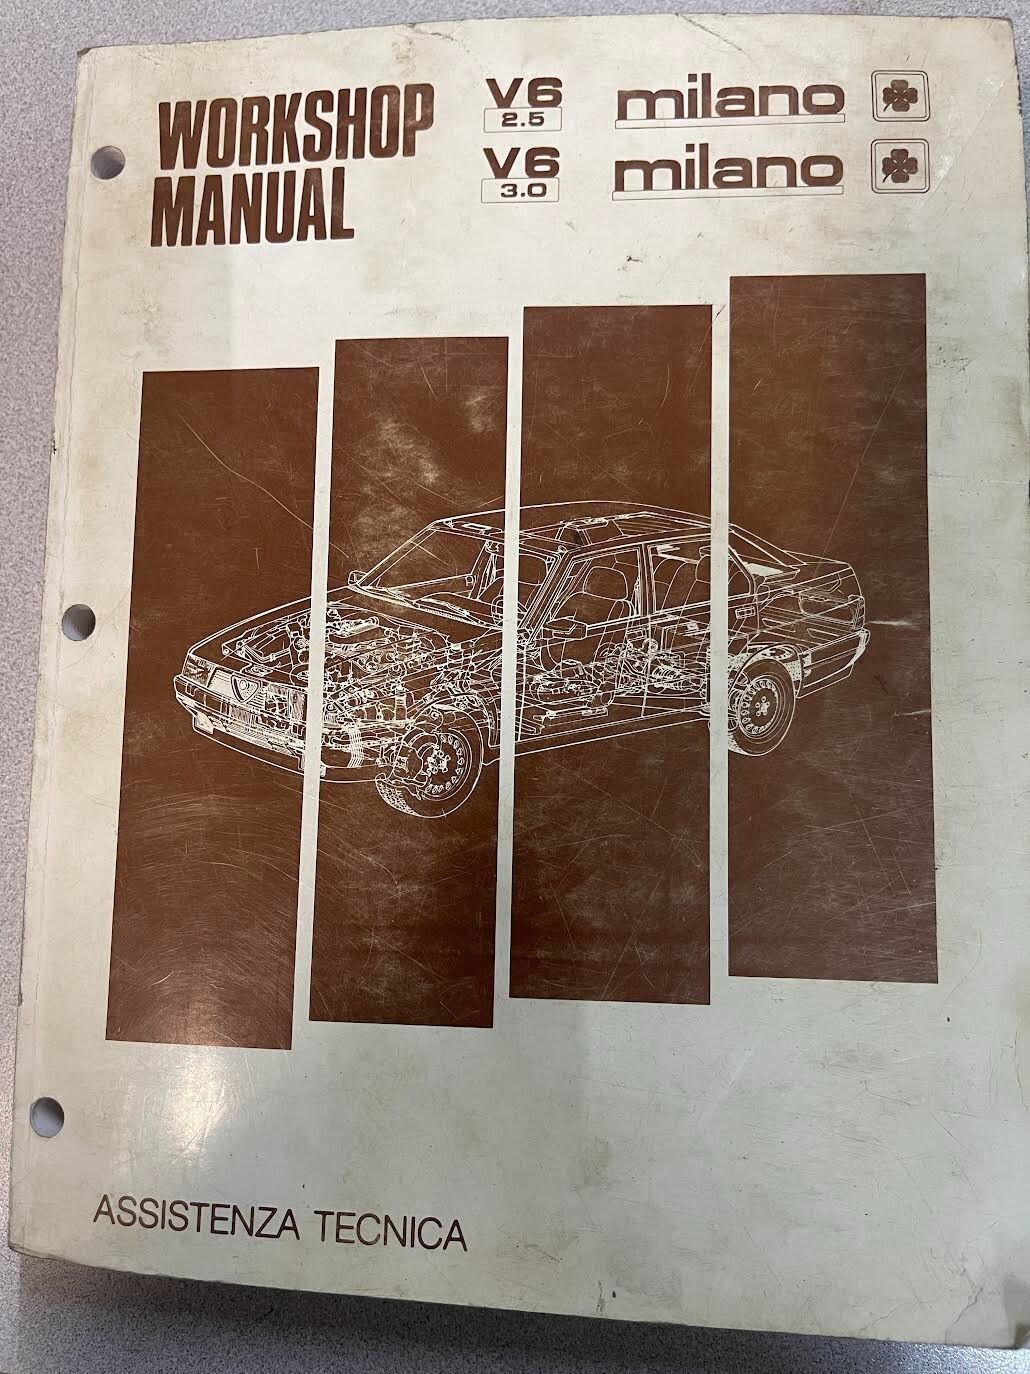 WORKSHOP
MANUAL
V6 milano
2.5
V6 milano
3.0
ASSISTENZA TECNICA